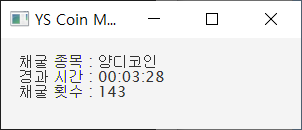 YS Coin M...
채굴 종목 : 양디코인
경과 시간 : 00:03:28
채굴 횟수 : 143